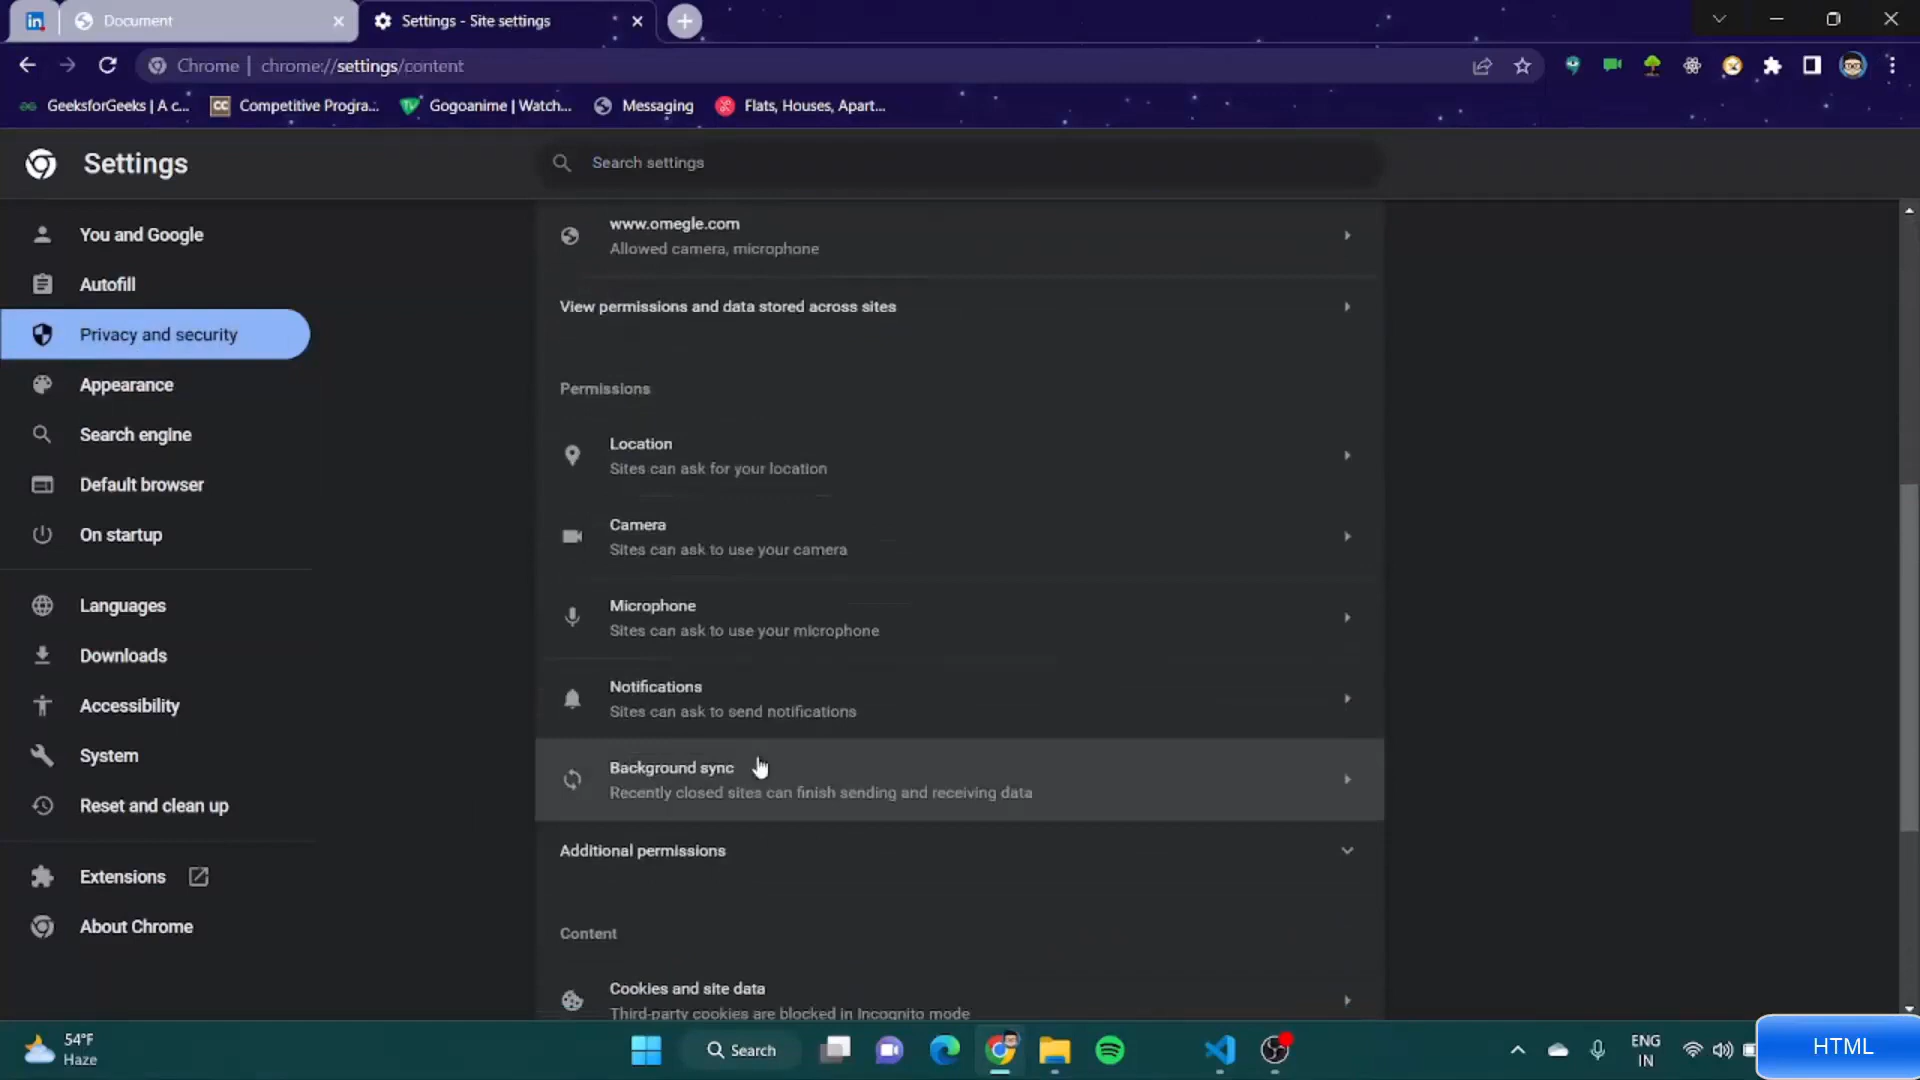 in
Document
Settings - Site settings
Chrome
chrome://settings/content
GeeksforGeeks | A c...
CC
Competitive Progra...
Gogoanime | Watch...
Messaging
Flats, Houses, Apart...
Settings
Search settings
You and Google
Autofill
Privacy and security
Appearance
Search engine
Default browser
On startup
Languages
Downloads
Accessibility
System
Reset and clean up
Extensions
About Chrome
www.omegle.com
Allowed camera, microphone
View permissions and data stored across sites
Permissions
Location
Sites can ask for your location
Camera
Sites can ask to use your camera
Microphone
Sites can ask to use your microphone
Notifications
Sites can ask to send notifications
Background sync
Recently closed sites can finish sending and receiving data
Additional permissions
Content
Cookies and site data
Third-party cookies are blocked in Incognito mode
54°F
Haze
Search
ENG
IN
HTML